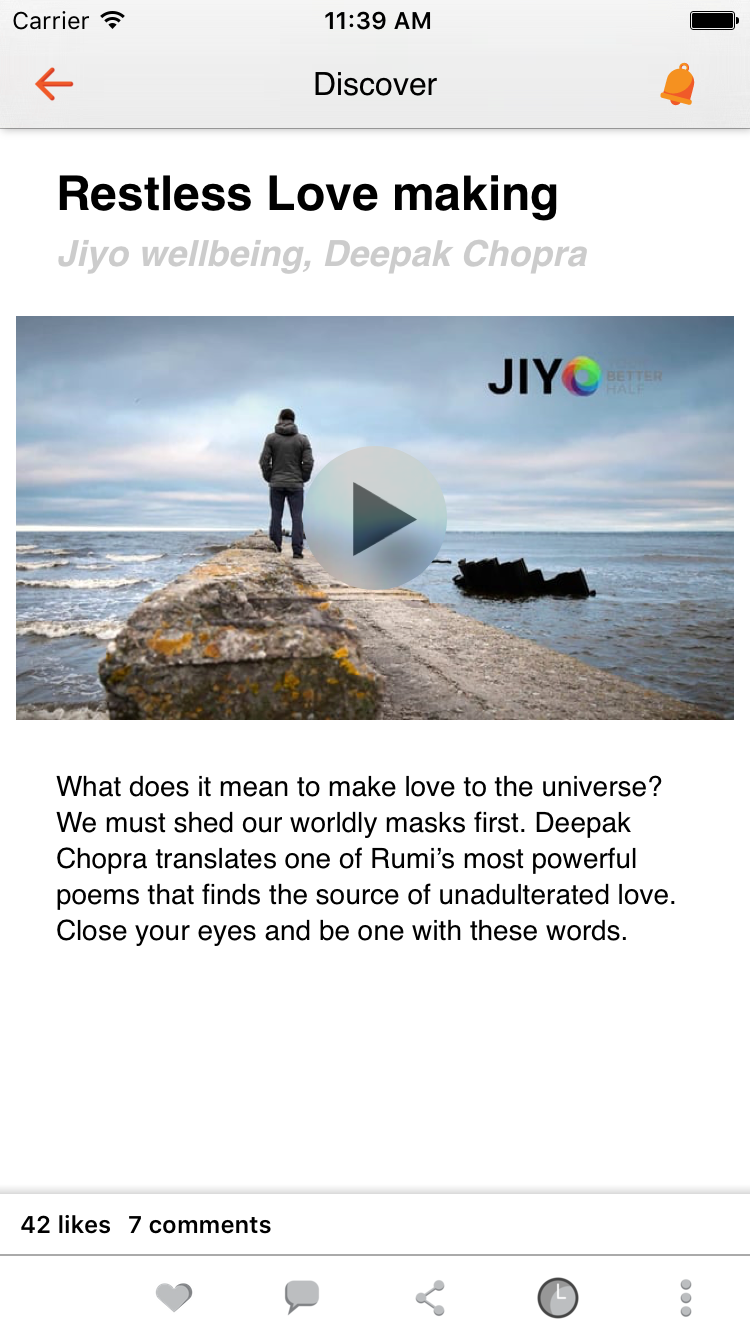 Carrier
11:39 AM
Discover
Restless Love making
Jiyo wellbeing, Deepak Chopra
JIYO
BETTER
HALF
What does it mean to make love to the universe?
We must shed our worldly masks first. Deepak
Chopra translates one of Rumi’s most powerful
poems that finds the source of unadulterated love.
Close your eyes and be one with these words.
42 likes 7 comments